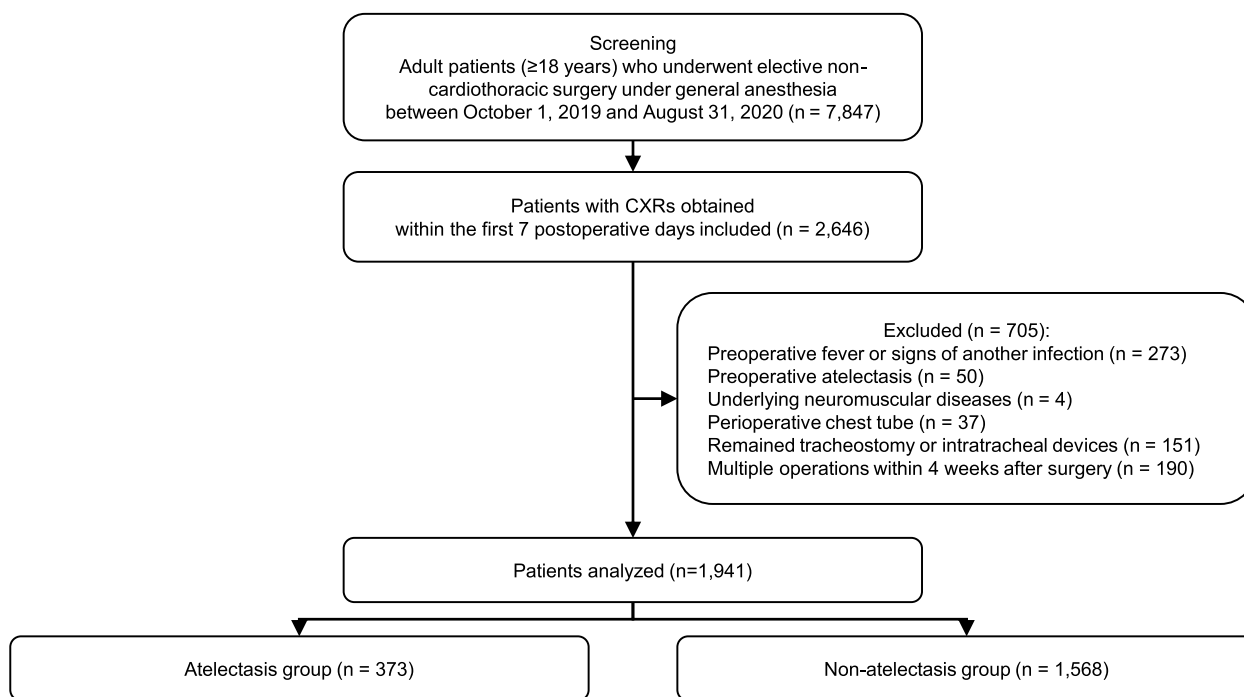 Screening
Adult patients (≥18 years) who underwent elective non-
cardiothoracic surgery under general anesthesia
between October 1, 2019 and August 31, 2020 (n = 7,847)
Patients with CXRs obtained
within the first 7 postoperative days included (n = 2,646)
Excluded (n = 705):
Preoperative fever or signs of another infection (n = 273)
Preoperative atelectasis (n = 50)
Underlying neuromuscular diseases (n = 4)
Perioperative chest tube (n = 37)
Remained tracheostomy or intratracheal devices (n = 151)
Multiple operations within 4 weeks after surgery (n = 190)
Patients analyzed (n=1,941)
Atelectasis group (n = 373)
Non-atelectasis group (n = 1,568)